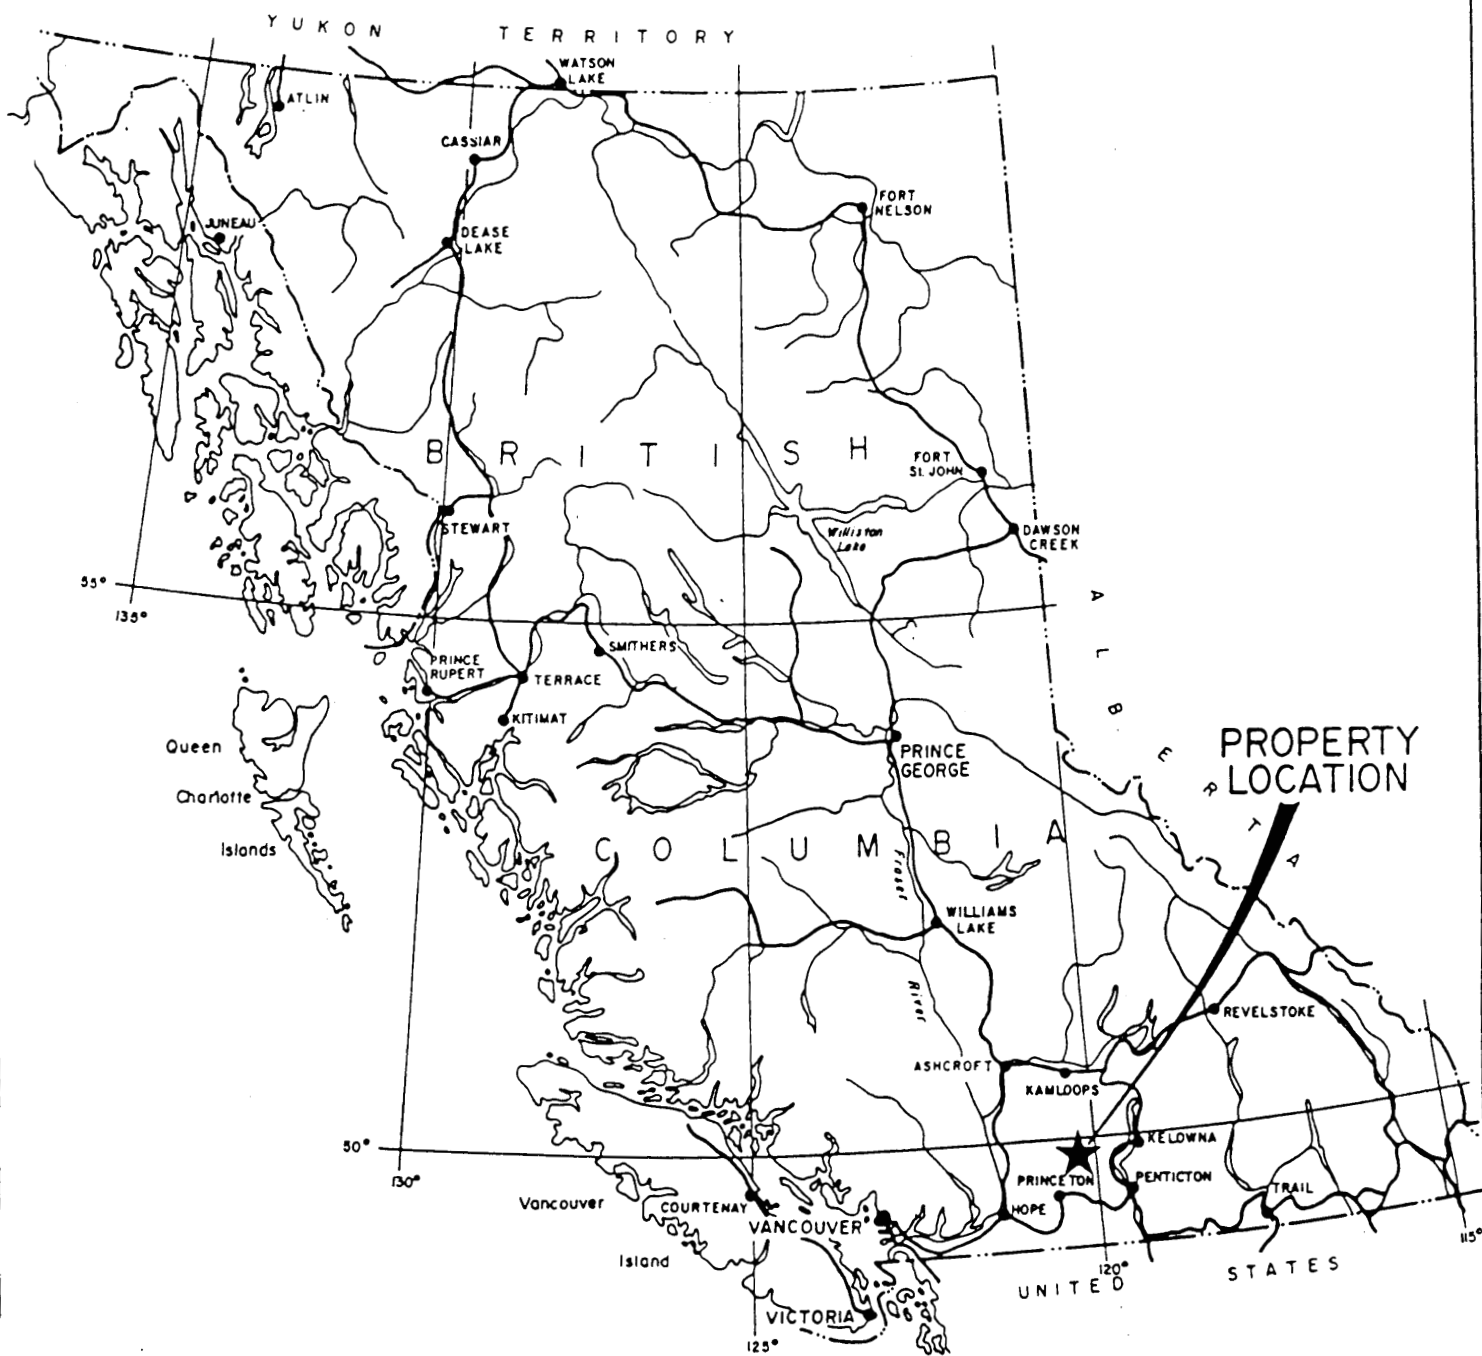 YUKON TERRITORY
WATSON
LAKE
ATLIN
CASSIAR
FORT
NELSON
JUNEAU
DEASE
LAKE
BRITISH
FORT
St. JOHN
STEWART
Williston
Lake
DAWSON
CREEK
55°
135°
ALBERTA
SMITHERS
PRINCE
RUPERT
TERRACE
KITIMAT
PROPERTY
LOCATION
Queen
Charlotte
Islands
PRINCE
GEORGE
COLUMBIA
Fraser
River
WILLIAMS
LAKE
REVELSTOKE
ASHCROFT
KAMLOOPS
50°
130°
KELOWNA
PRINCETON
PENTICTON
TRAIL
HOPE
Vancouver
Island
COURTENAY
VANCOUVER
VICTORIA
125°
120°
115°
UNITED STATES